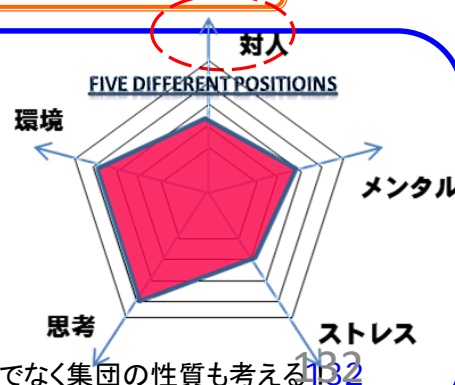 対人
FIVE DIFFERENT POSITIOINS
環境
メンタル
思考
ストレス
でなく集団の性質も考える132
132